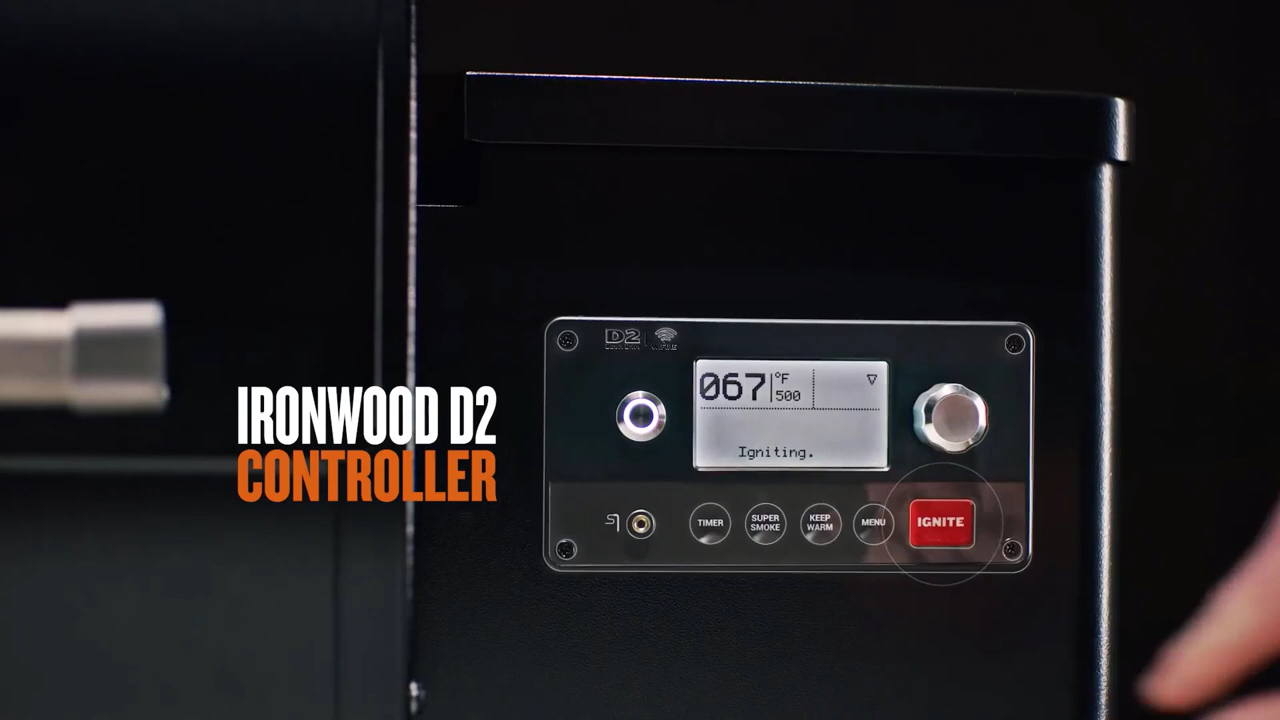 D2
067 °F
500
Igniting.
IRONWOOD D2
CONTROLLER
TIMER
SUPER
SMOKE
KEEP
WARM
MENU
IGNITE